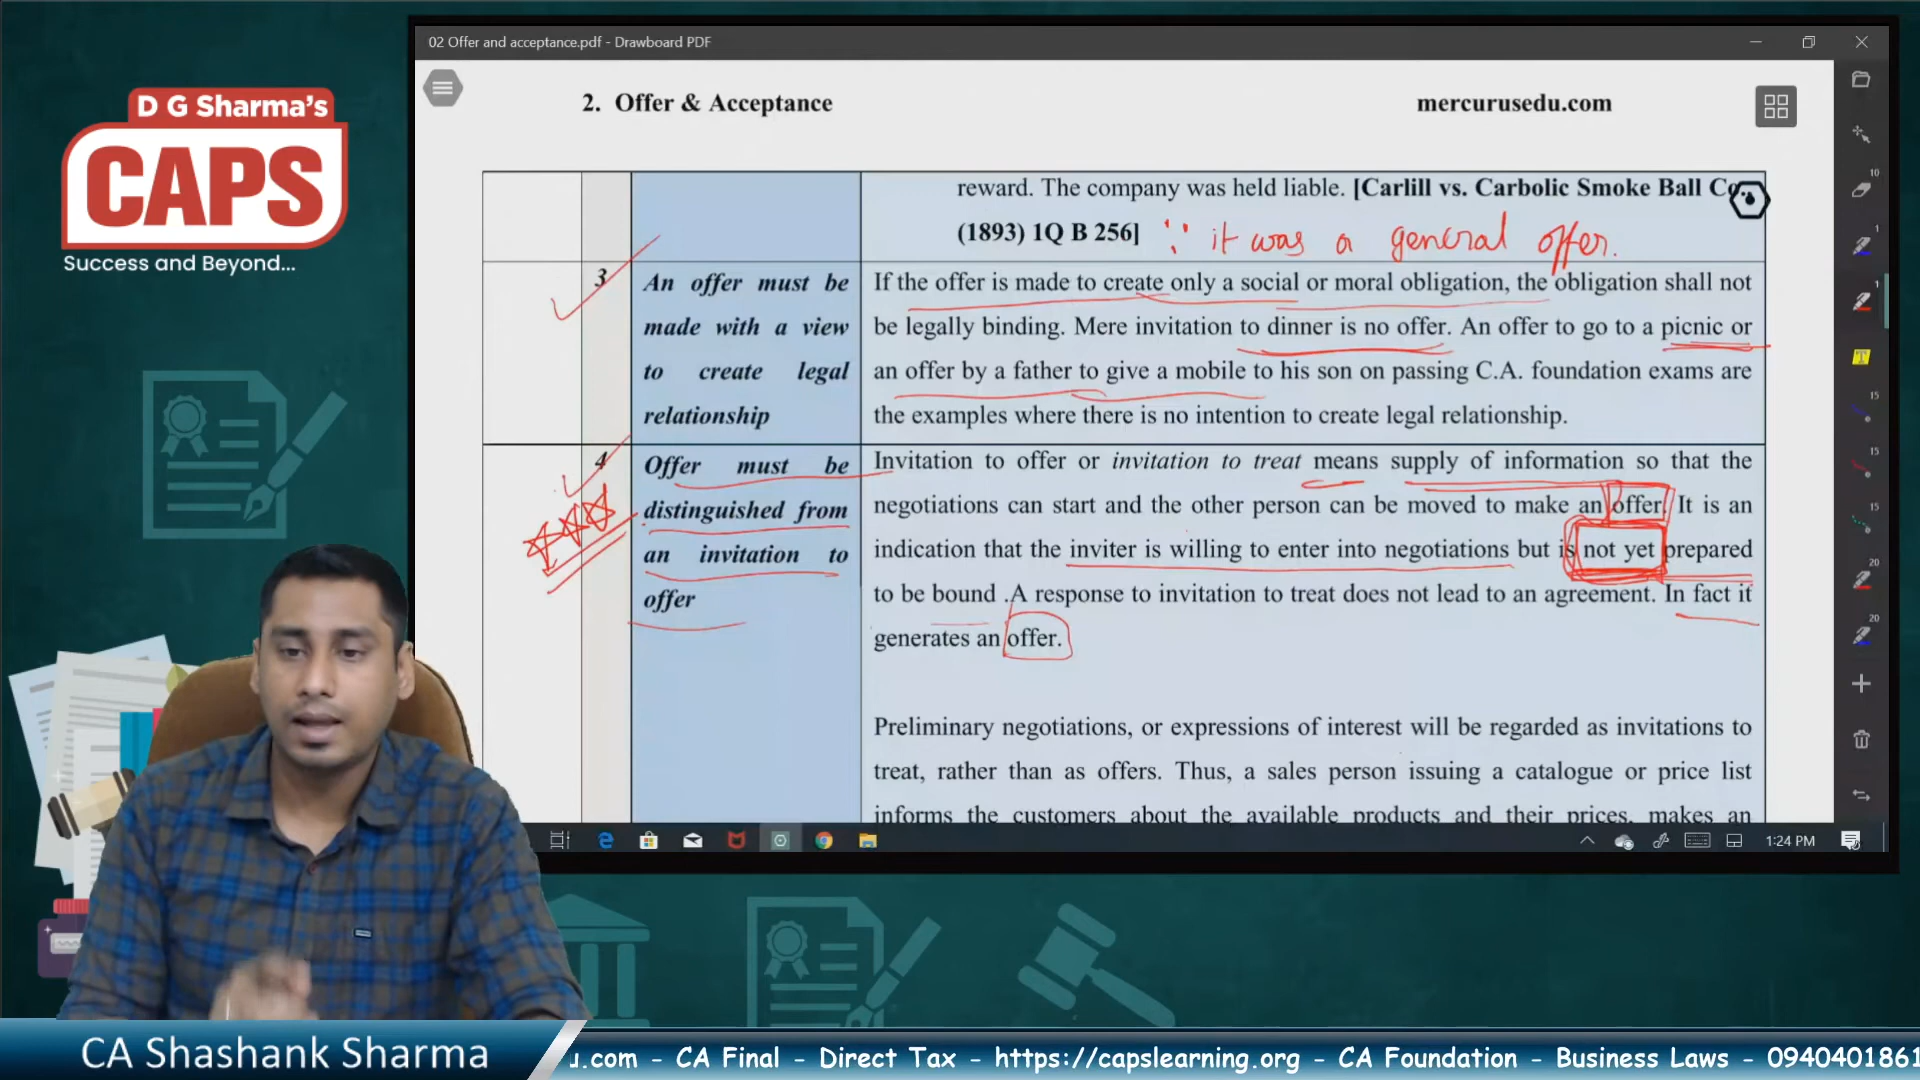 02 Offer and acceptance.pdf - Drawboard PDF
D G Sharma's
CAPS
Success and Beyond...
2. Offer & Acceptance
mercurusedu.com
reward. The company was held liable. [Carlill vs. Carbolic Smoke Ball Co.
(1893) 1Q B 256]
∵ it was a general offer.
3
An offer must be
made with a view
to create legal
relationship
If the offer is made to create only a social or moral obligation, the obligation shall not
be legally binding. Mere invitation to dinner is no offer. An offer to go to a picnic or
an offer by a father to give a mobile to his son on passing C.A. foundation exams are
the examples where there is no intention to create legal relationship.
4
Offer must be
distinguished from
an invitation to
offer
Invitation to offer or invitation to treat means supply of information so that the
negotiations can start and the other person can be moved to make an offer. It is an
indication that the inviter is willing to enter into negotiations but is not yet prepared
to be bound .A response to invitation to treat does not lead to an agreement. In fact it
generates an offer.
Preliminary negotiations, or expressions of interest will be regarded as invitations to
treat, rather than as offers. Thus, a sales person issuing a catalogue or price list
informs the customers about the available products and their prices, makes an
10
1
1
15
15
15
20
20
1:24 PM
CA Shashank Sharma
u.com - CA Final - Direct Tax - https://capslearning.org - CA Foundation - Business Laws - 0940401861